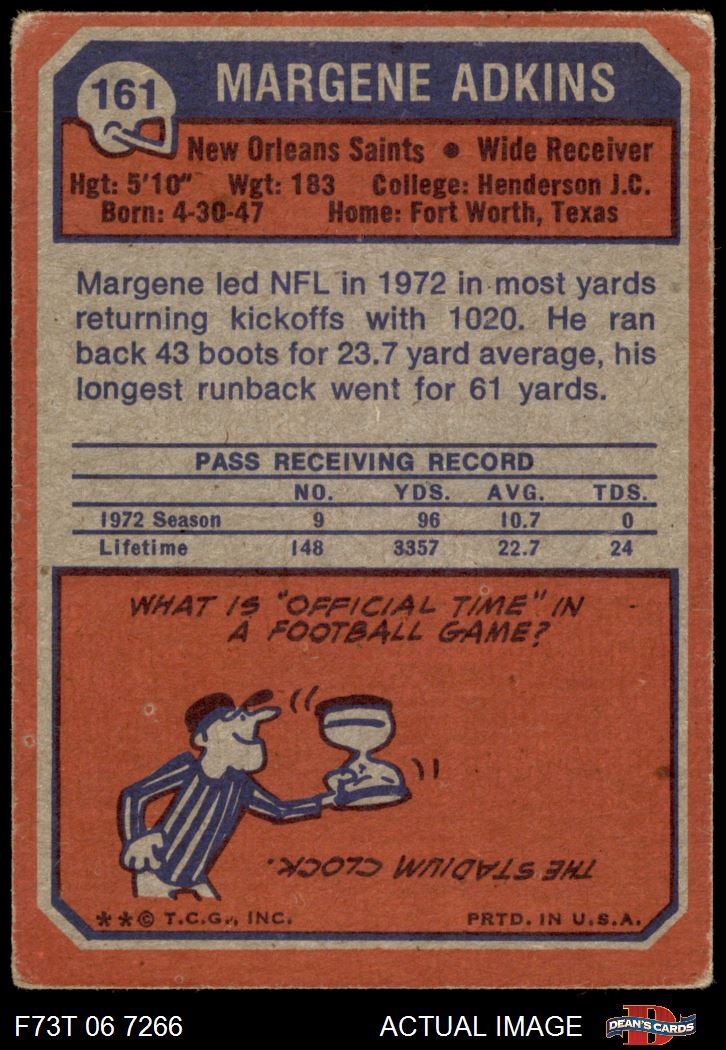 161
MARGENE ADKINS
New Orleans Saints • Wide Receiver
Hgt: 5'10" Wgt: 183 College: Henderson J.C.
Born: 4-30-47 Home: Fort Worth, Texas
Margene led NFL in 1972 in most yards
returning kickoffs with 1020. He ran
back 43 boots for 23.7 yard average, his
longest runback went for 61 yards.
PASS RECEIVING RECORD
NO. YDS. AVG. TDS.
1972 Season 9 96 10.7 0
Lifetime 148 3357 22.7 24
WHAT IS "OFFICIAL TIME" IN
A FOOTBALL GAME?
THE STADIUM CLOCK.
**© T.C.G., INC. PRTD. IN U.S.A.
F73T 06 7266 ACTUAL IMAGE D DEAN'S CARDS